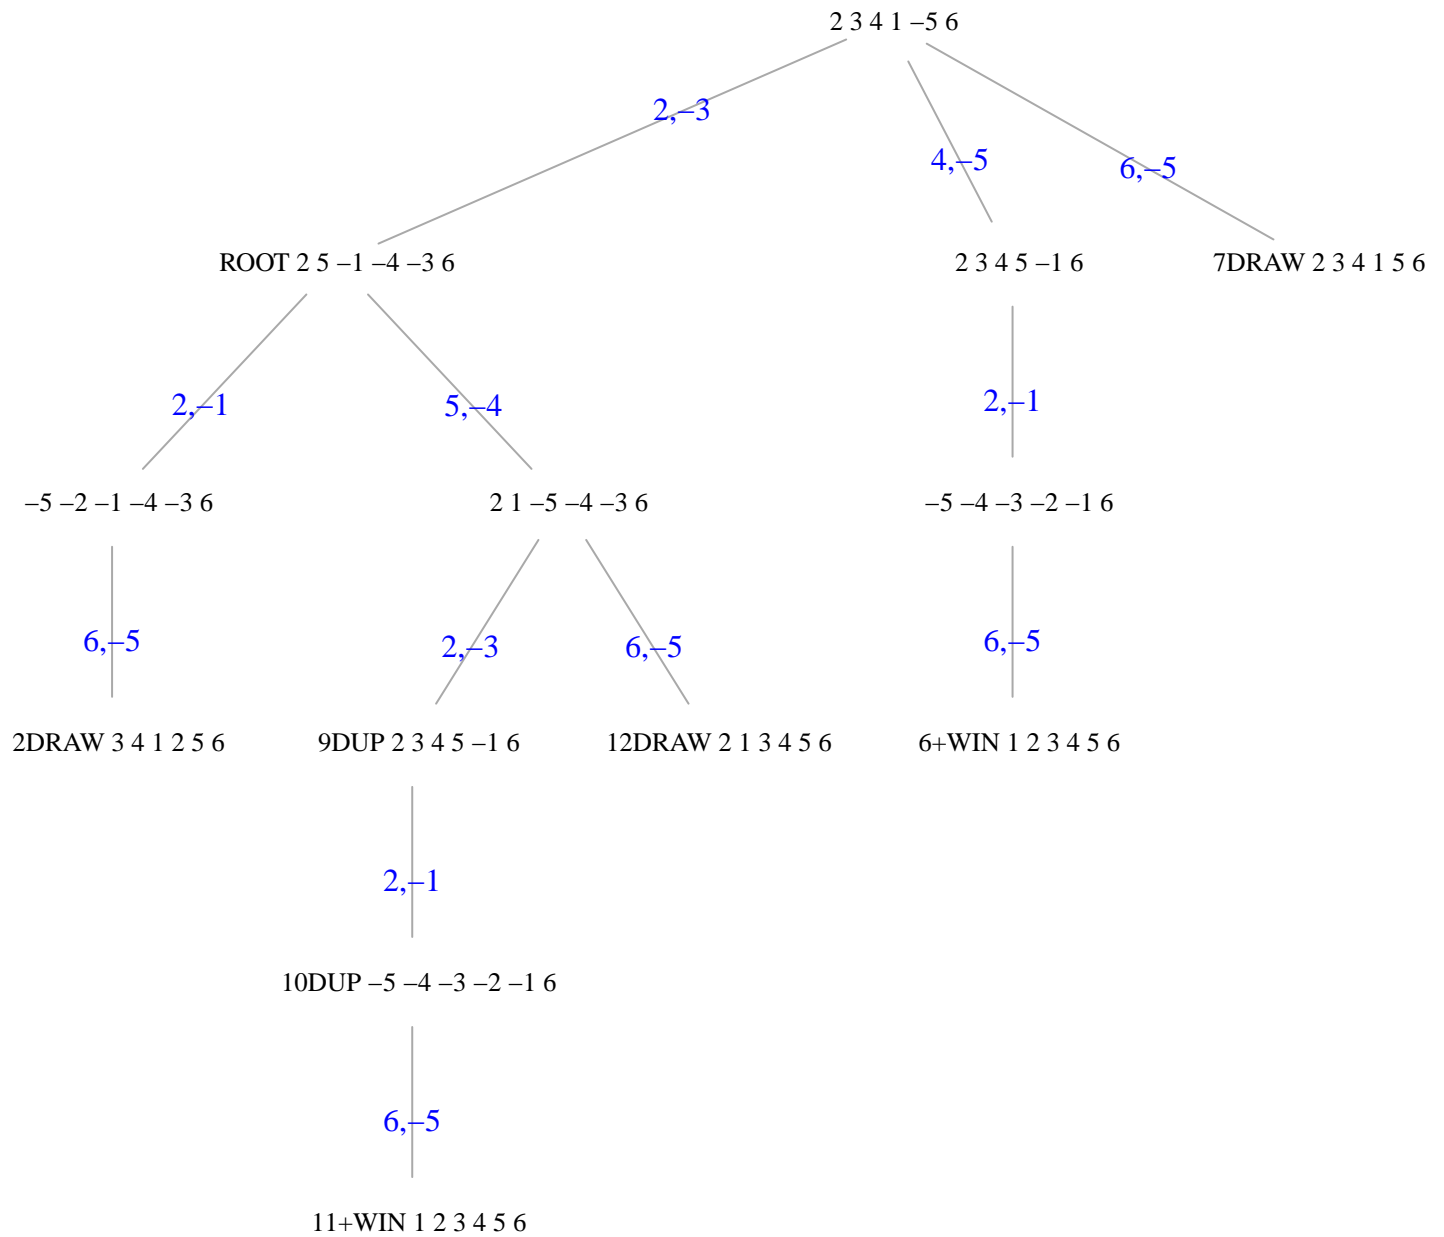 2 3 4 1 –5 6
2,–3
4,–5
6,–5
ROOT 2 5 –1 –4 –3 6
2 3 4 5 –1 6
7DRAW 2 3 4 1 5 6
2,–1
5,–4
2,–1
–5 –2 –1 –4 –3 6
2 1 –5 –4 –3 6
–5 –4 –3 –2 –1 6
6,–5
2,–3
6,–5
6,–5
2DRAW 3 4 1 2 5 6
9DUP 2 3 4 5 –1 6
12DRAW 2 1 3 4 5 6
6+WIN 1 2 3 4 5 6
2,–1
10DUP –5 –4 –3 –2 –1 6
6,–5
11+WIN 1 2 3 4 5 6